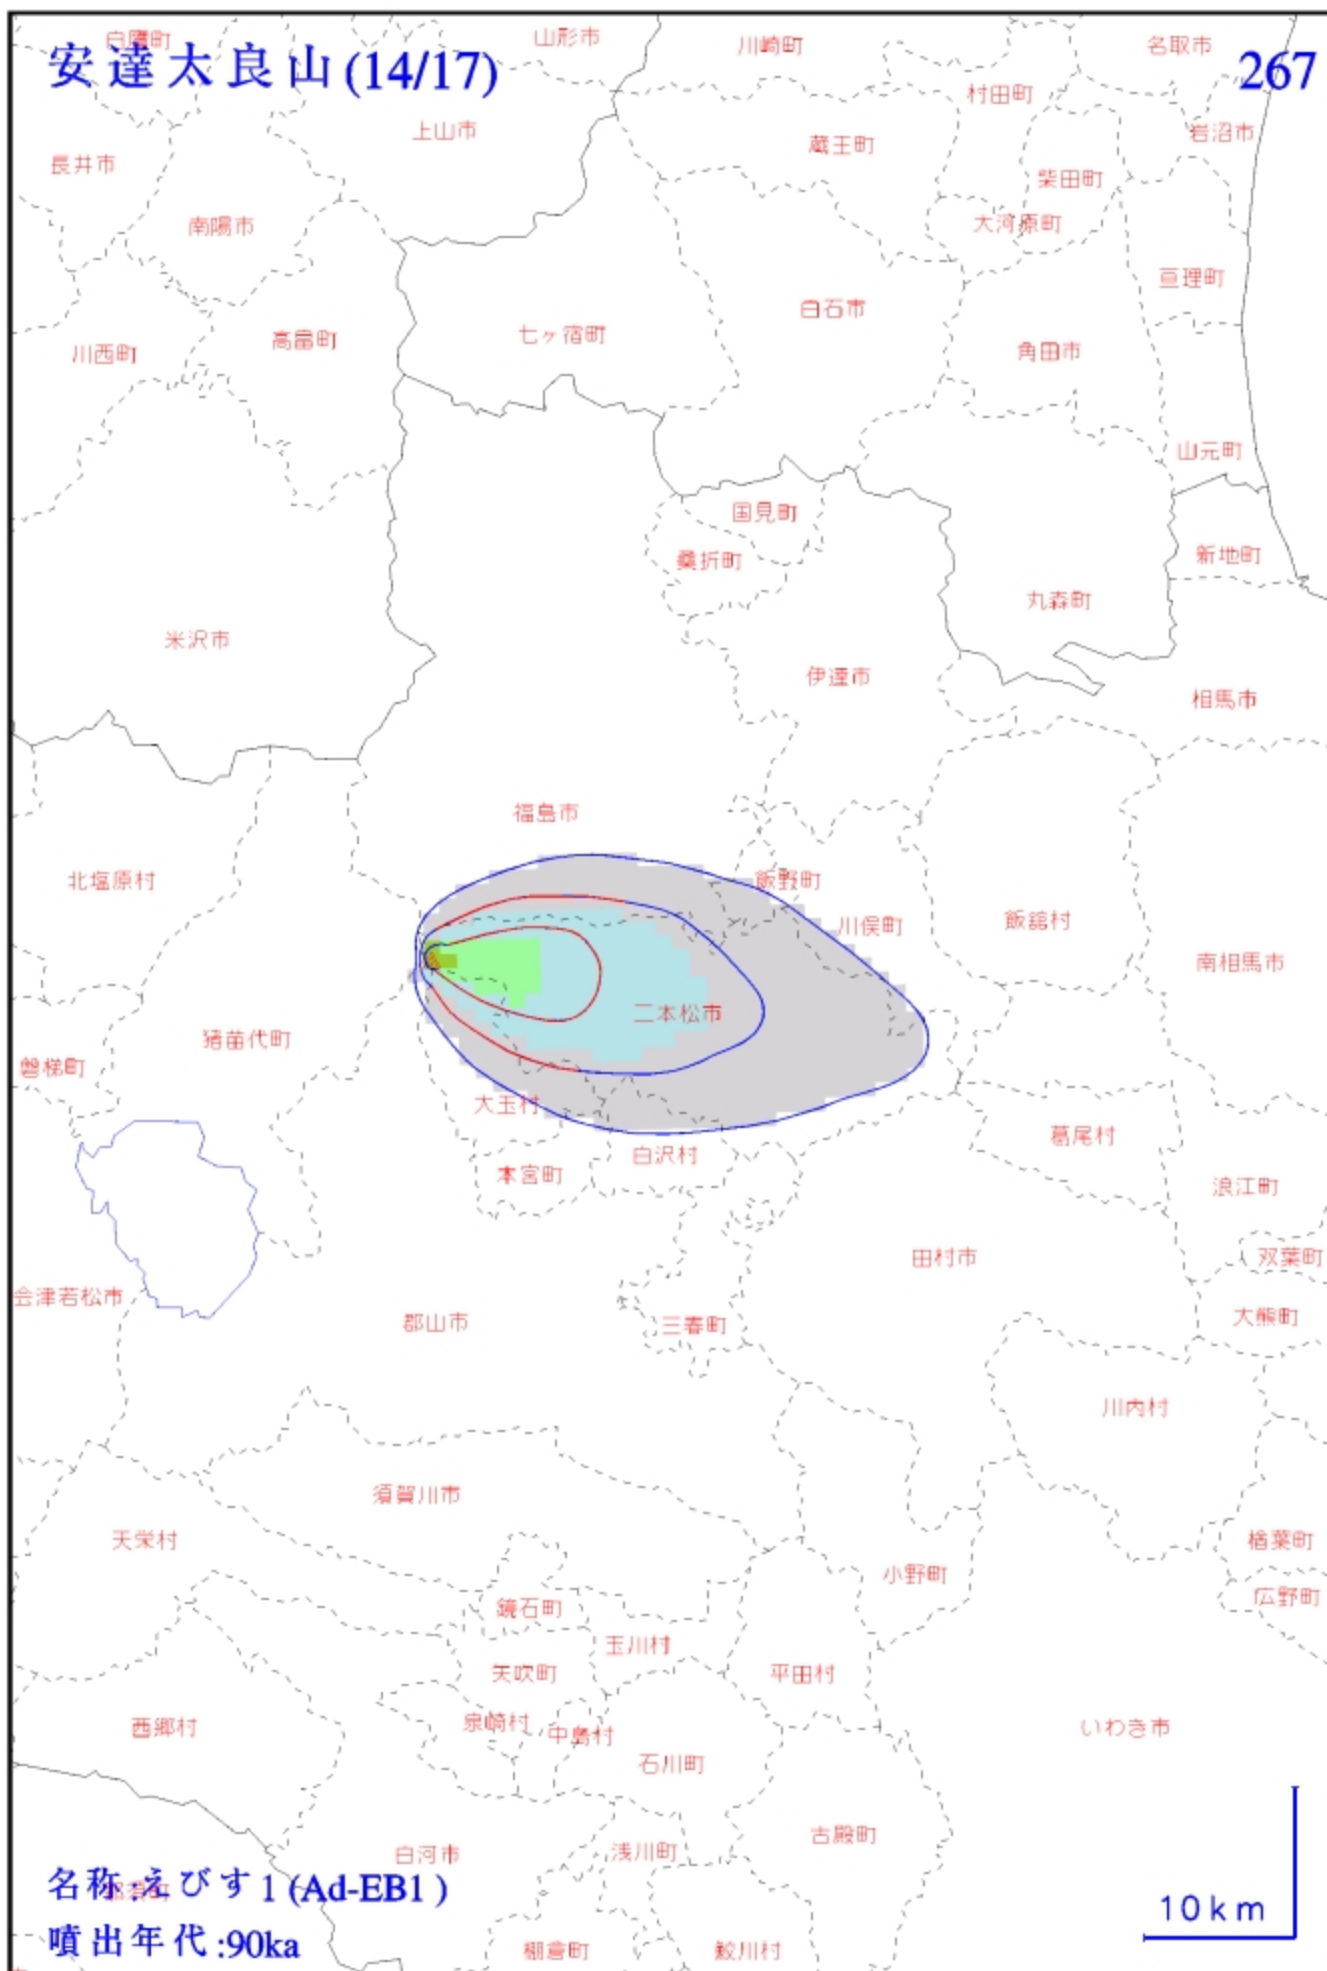 安達太良山(14/17)
267
白鷹町
山形市
川崎町
名取市
村田町
上山市
蔵王町
岩沼市
長井市
柴田町
南陽市
大河原町
亘理町
白石市
高畠町
七ヶ宿町
川西町
角田市
山元町
国見町
桑折町
新地町
丸森町
米沢市
伊達市
相馬市
福島市
北塩原村
飯野町
川俣町
飯舘村
南相馬市
二本松市
猪苗代町
磐梯町
大玉村
葛尾村
白沢村
本宮町
浪江町
田村市
双葉町
会津若松市
大熊町
郡山市
三春町
川内村
須賀川市
天栄村
楢葉町
小野町
広野町
鏡石町
玉川村
矢吹町
平田村
泉崎村
西郷村
中島村
いわき市
石川町
古殿町
浅川町
白河市
那須町
名称:えびす1(Ad-EB1)
10km
噴出年代:90ka
棚倉町
鮫川村